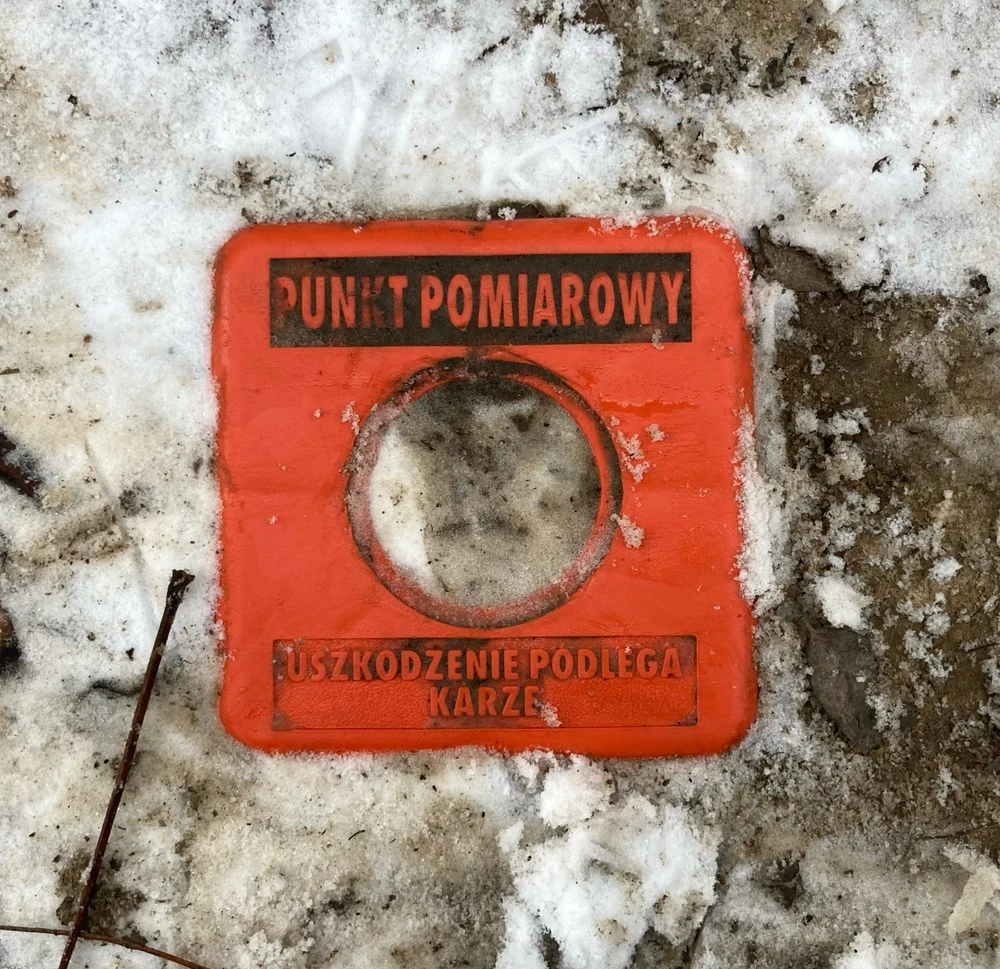 PUNKT POMIAROWY
USZKODZENIE PODLEGA
KARZE